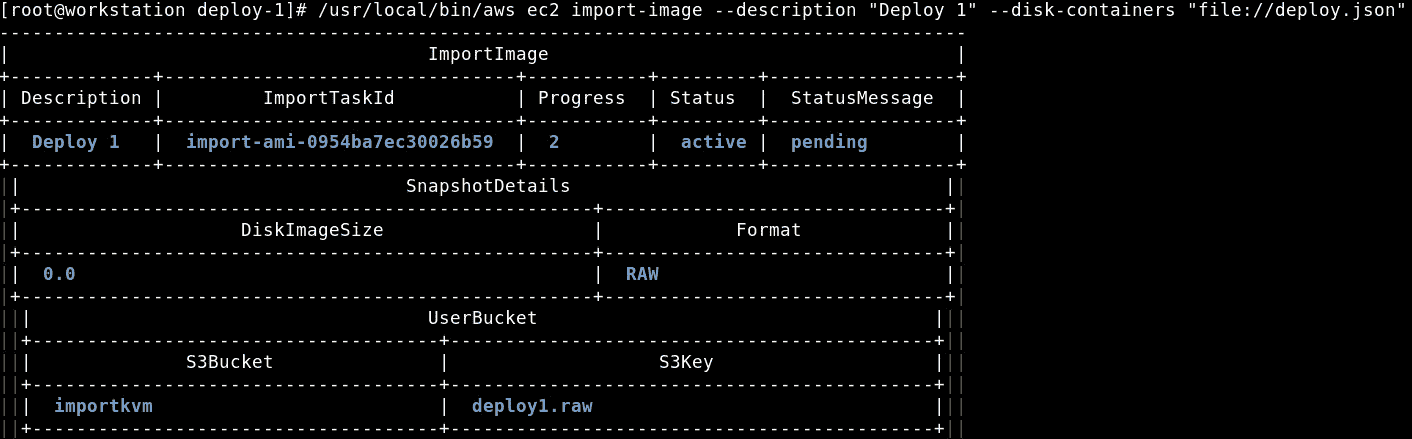 [root@workstation deploy-1]# /usr/local/bin/aws ec2 import-image --description "Deploy 1" --disk-containers "file://deploy.json"
ImportImage
Description | ImportTaskId | Progress | Status | StatusMessage
Deploy 1 | import-ami-0954ba7ec30026b59 | 2 | active | pending
SnapshotDetails
DiskImageSize | Format
0.0 | RAW
UserBucket
S3Bucket | S3Key
importkvm | deploy1.raw